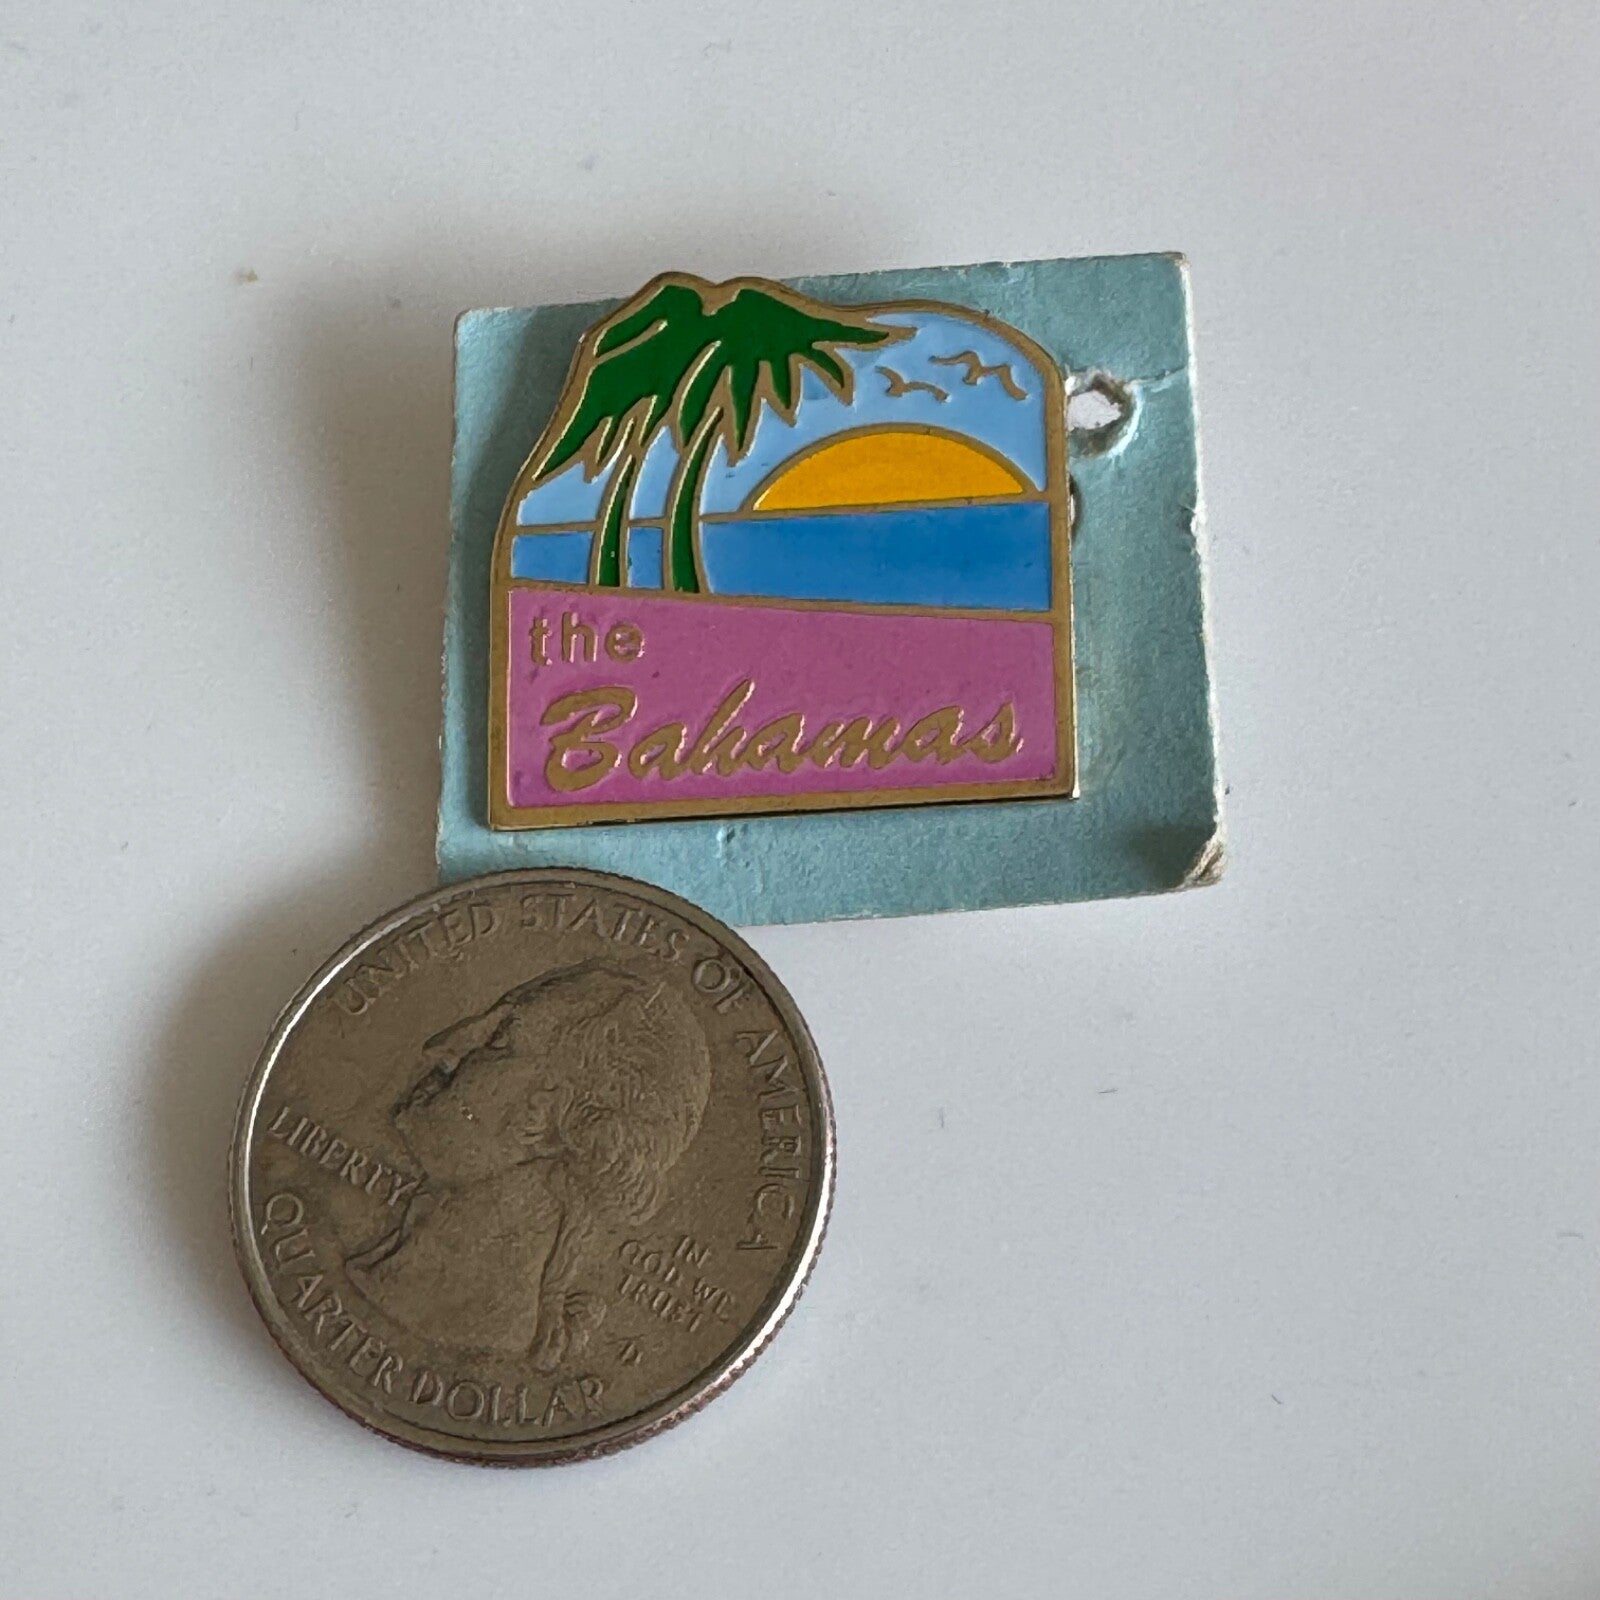 the
Bahamas
UNITED STATES OF AMERICA
LIBERTY
IN
GOD WE
TRUST
D
QUARTER DOLLAR